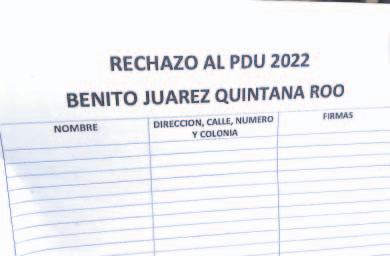 RECHAZO AL PDU 2022
BENITO JUAREZ QUINTANA ROO
NOMBRE
DIRECCION, CALLE, NUMERO
Y COLONIA
FIRMAS